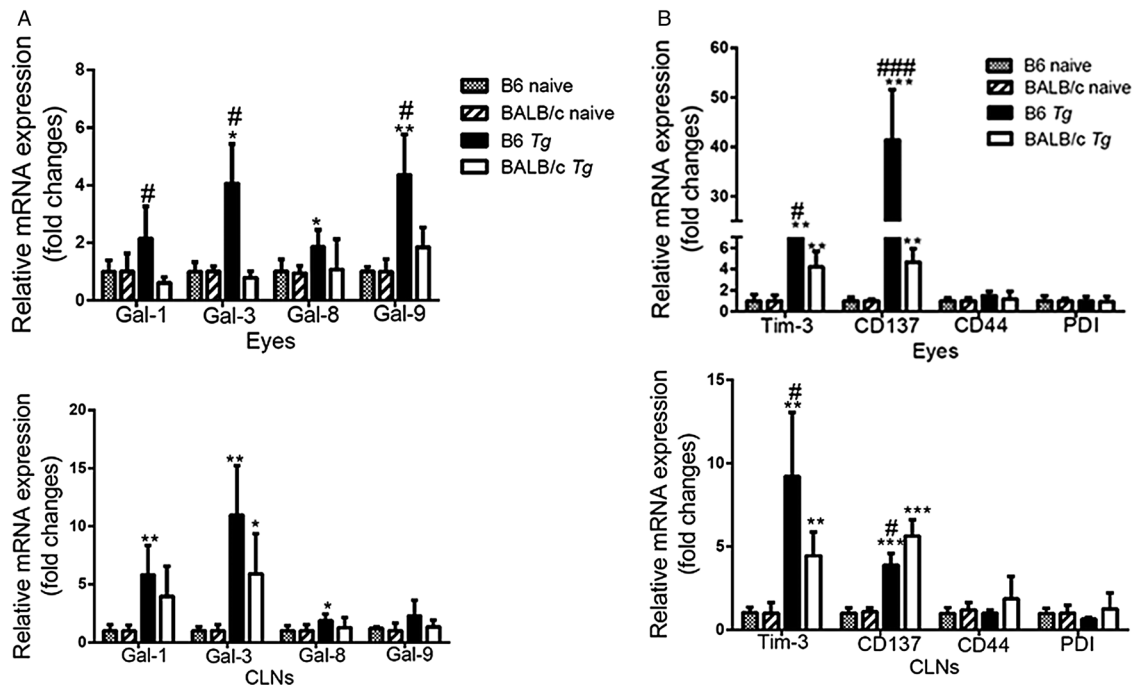 A
Relative mRNA expression
(fold changes)
8
6
4
2
0
#
#
*
*
#
**
B6 naive
BALB/c naive
B6 Tg
BALB/c Tg
Gal-1 Gal-3 Gal-8 Gal-9
Eyes
B
Relative mRNA expression
(fold changes)
60
50
40
30
6
4
2
0
#
**
**
###
***
**
B6 naive
BALB/c naive
B6 Tg
BALB/c Tg
Tim-3 CD137 CD44 PDI
Eyes
Relative mRNA expression
(fold changes)
20
15
10
5
0
**
**
*
*
Gal-1 Gal-3 Gal-8 Gal-9
CLNs
Relative mRNA expression
(fold changes)
15
10
5
0
#
**
**
#
***
***
Tim-3 CD137 CD44 PDI
CLNs